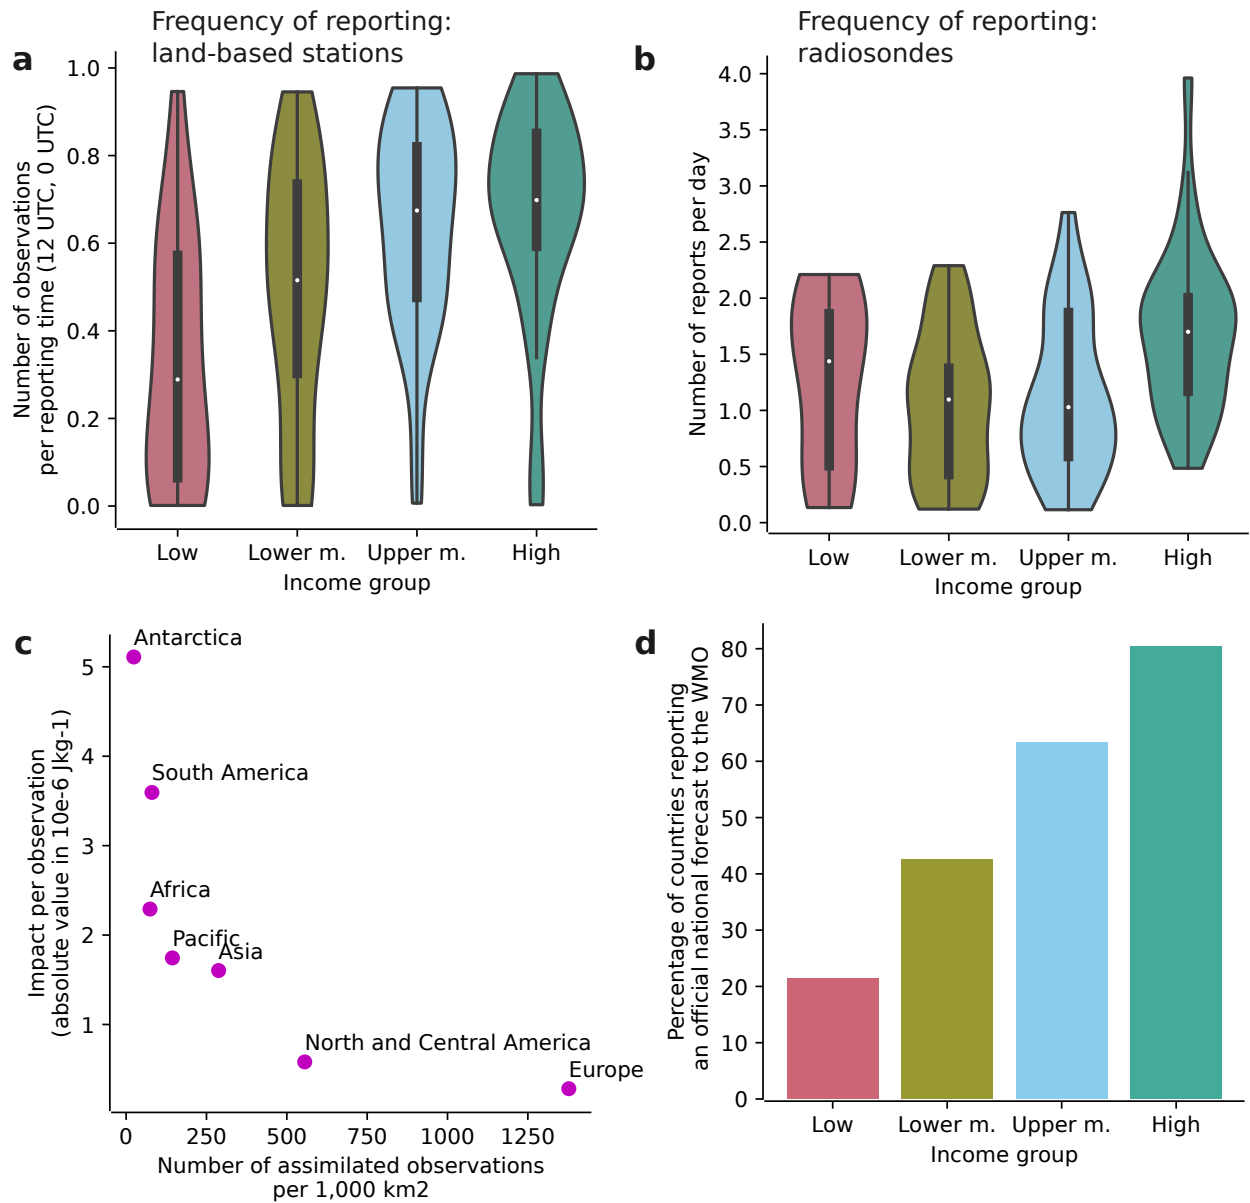 a
Frequency of reporting:
land-based stations
Number of observations
per reporting time (12 UTC, 0 UTC)
1.0
0.8
0.6
0.4
0.2
0.0
Low
Lower m.
Upper m.
High
Income group
b
Frequency of reporting:
radiosondes
Number of reports per day
4.0
3.5
3.0
2.5
2.0
1.5
1.0
0.5
0.0
Low
Lower m.
Upper m.
High
Income group
c
Impact per observation
(absolute value in 10e-6 Jkg-1)
5
4
3
2
1
Antarctica
South America
Africa
Pacific
Asia
North and Central America
Europe
0
250
500
750
1000
1250
Number of assimilated observations
per 1,000 km2
d
Percentage of countries reporting
an official national forecast to the WMO
80
70
60
50
40
30
20
10
0
Low
Lower m.
Upper m.
High
Income group